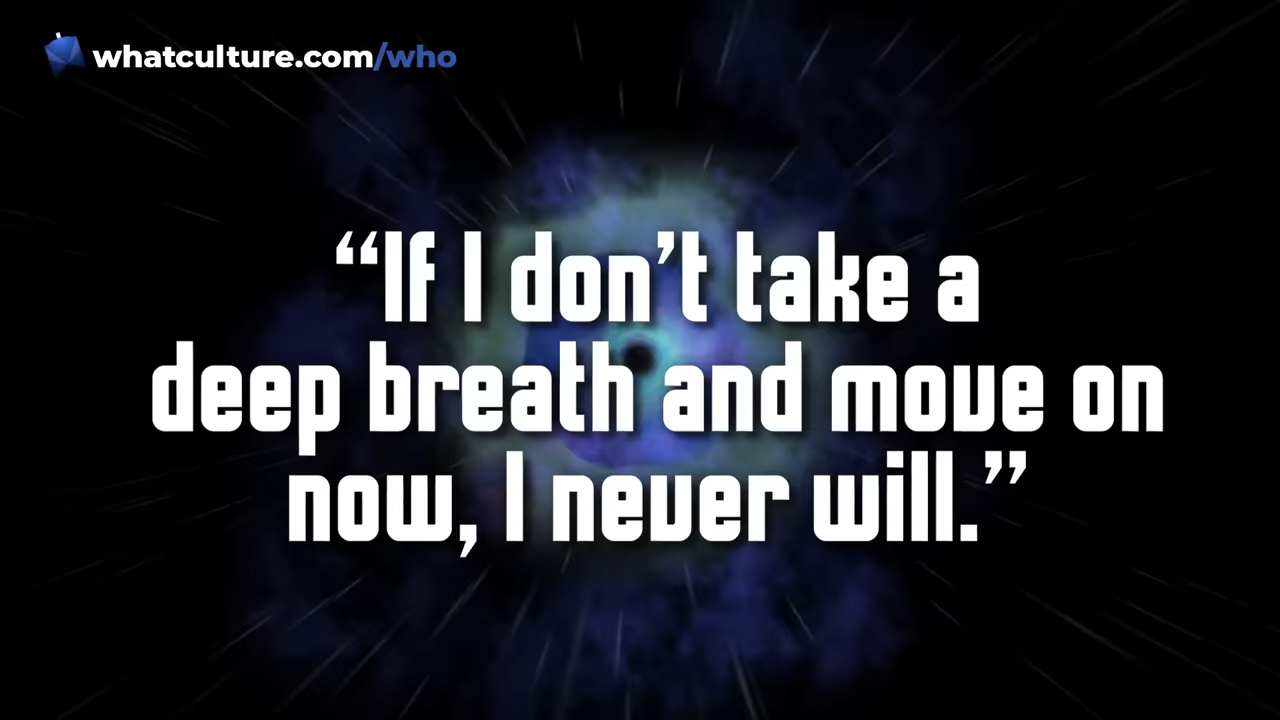 whatculture.com/who
“If I don’t take a
deep breath and move on
now, I never will.”